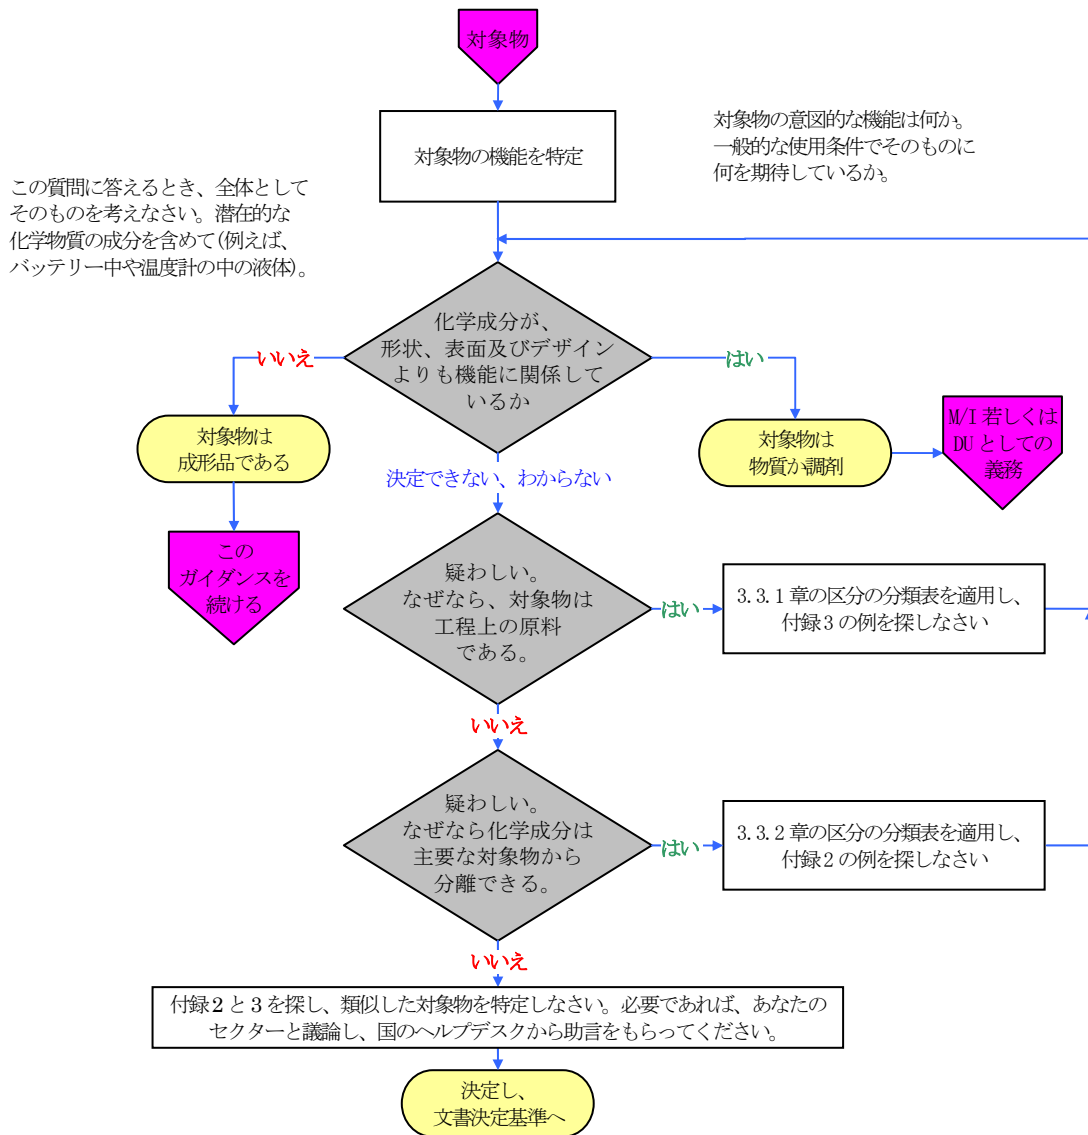 対象物
対象物の機能を特定
対象物の意図的な機能は何か。
一般的な使用条件でそのものに
何を期待しているか。
この質問に答えるとき、全体として
そのものを考えなさい。潜在的な
化学物質の成分を含めて(例えば、
バッテリー中や温度計の中の液体)。
化学成分が、
形状、表面及びデザイン
よりも機能に関係して
いるか
いいえ
はい
対象物は
成形品である
対象物は
物質か調剤
M/I 若しくは
DU としての
義務
決定できない、わからない
この
ガイダンスを
続ける
疑わしい。
なぜなら、対象物は
工程上の原料
である。
はい
3.3.1 章の区分の分類表を適用し、
付録3 の例を探しなさい
いいえ
疑わしい。
なぜなら化学成分は
主要な対象物から
分離できる。
はい
3.3.2 章の区分の分類表を適用し、
付録2 の例を探しなさい
いいえ
付録2 と3 を探し、類似した対象物を特定しなさい。必要であれば、あなたの
セクターと議論し、国のヘルプデスクから助言をもらってください。
決定し、
文書決定基準へ